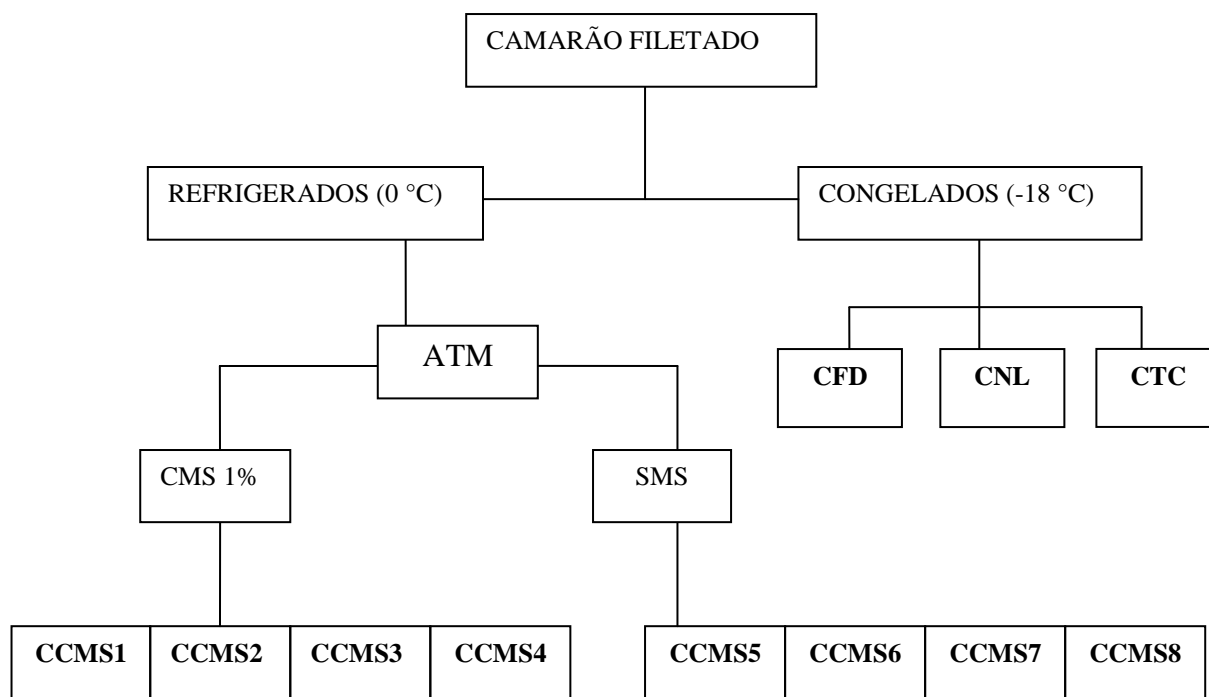 CAMARÃO FILETADO
REFRIGERADOS (0 °C)
CONGELADOS (-18 °C)
ATM
CFD
CNL
CTC
CMS 1%
SMS
CCMS1
CCMS2
CCMS3
CCMS4
CCMS5
CCMS6
CCMS7
CCMS8